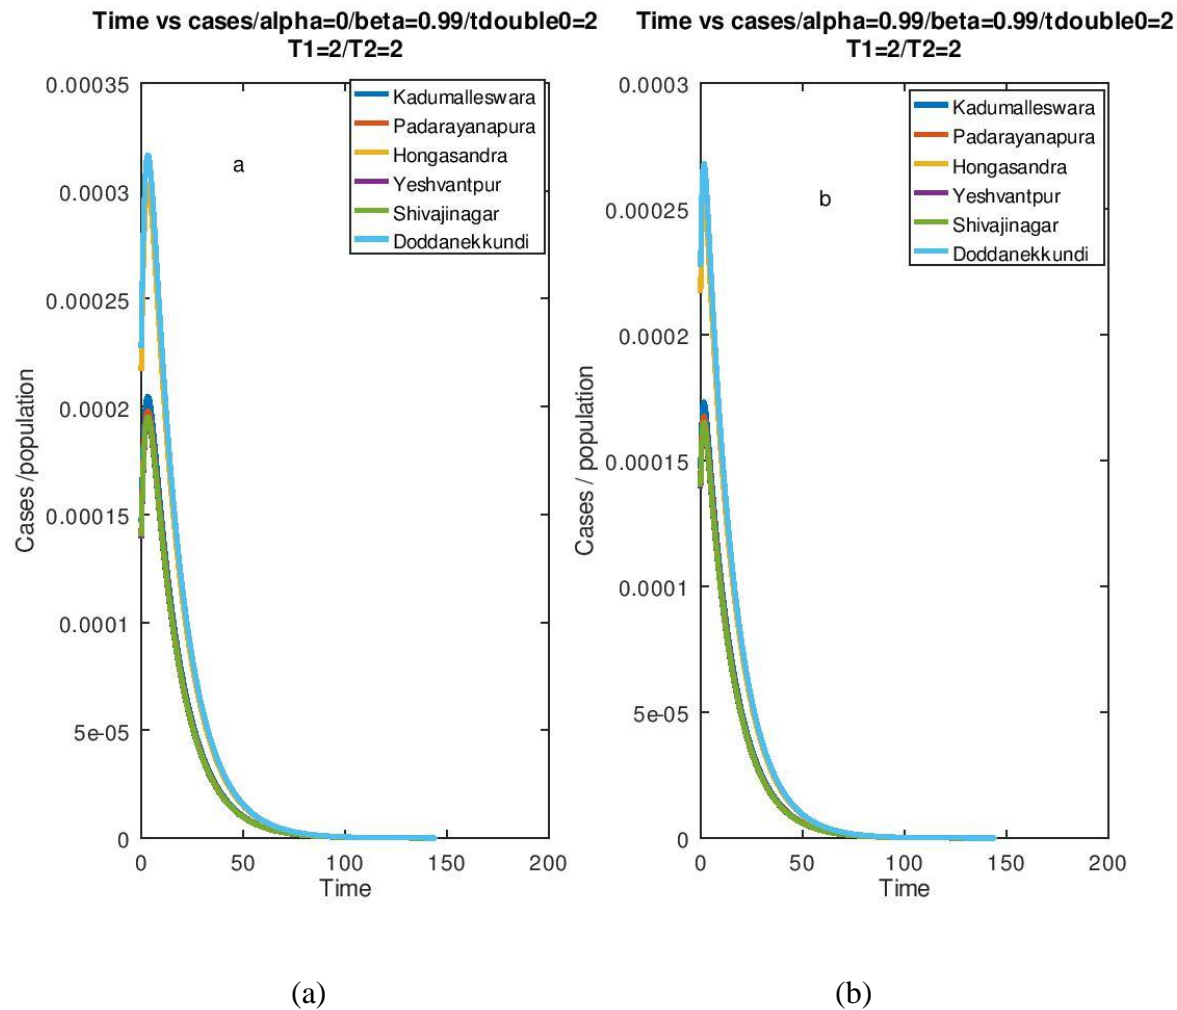 Time vs cases/alpha=0/beta=0.99/tdouble0=2
T1=2/T2=2
0.00035
0.0003
0.00025
0.0002
0.00015
0.0001
5e-05
0
Cases /population
Kadumalleswara
Padarayanapura
Hongasandra
Yeshvantpur
Shivajinagar
Doddanekkundi
a
0 50 100 150 200
Time
(a)
Time vs cases/alpha=0.99/beta=0.99/tdouble0=2
T1=2/T2=2
0.0003
0.00025
0.0002
0.00015
0.0001
5e-05
0
Cases / population
Kadumalleswara
Padarayanapura
Hongasandra
Yeshvantpur
Shivajinagar
Doddanekkundi
b
0 50 100 150 200
Time
(b)